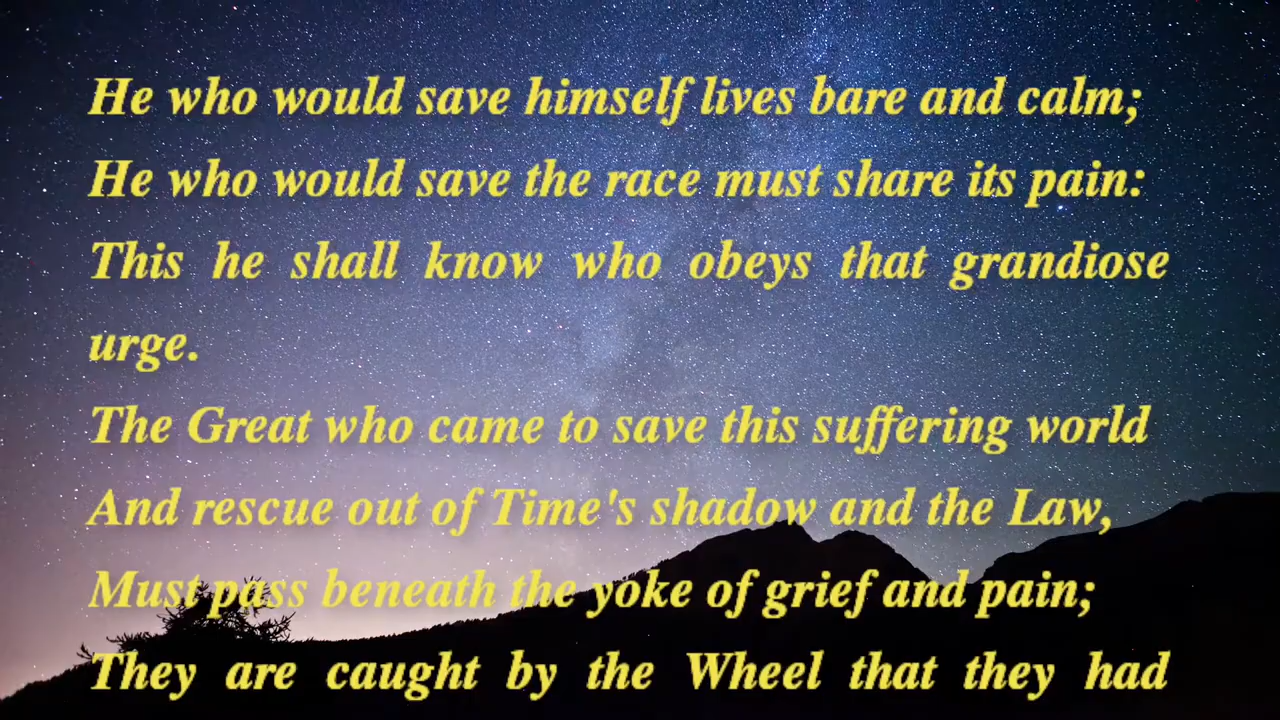 He who would save himself lives bare and calm;
He who would save the race must share its pain:
This he shall know who obeys that grandiose
urge.
The Great who came to save this suffering world
And rescue out of Time's shadow and the Law,
Must pass beneath the yoke of grief and pain;
They are caught by the Wheel that they had